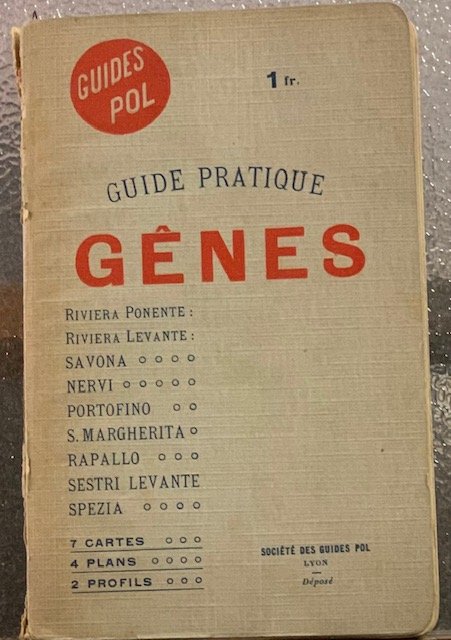 GUIDES
POL
1 fr.
GUIDE PRATIQUE
GÊNES
RIVIERA PONENTE :
RIVIERA LEVANTE :
SAVONA o o o o
NERVI o o o o o
PORTOFINO o o
S. MARGHERITA o
RAPALLO o o o
SESTRI LEVANTE
SPEZIA o o o o
7 CARTES o o o
4 PLANS o o o o
2 PROFILS o o o
SOCIÉTÉ DES GUIDES POL
LYON
—
Déposé